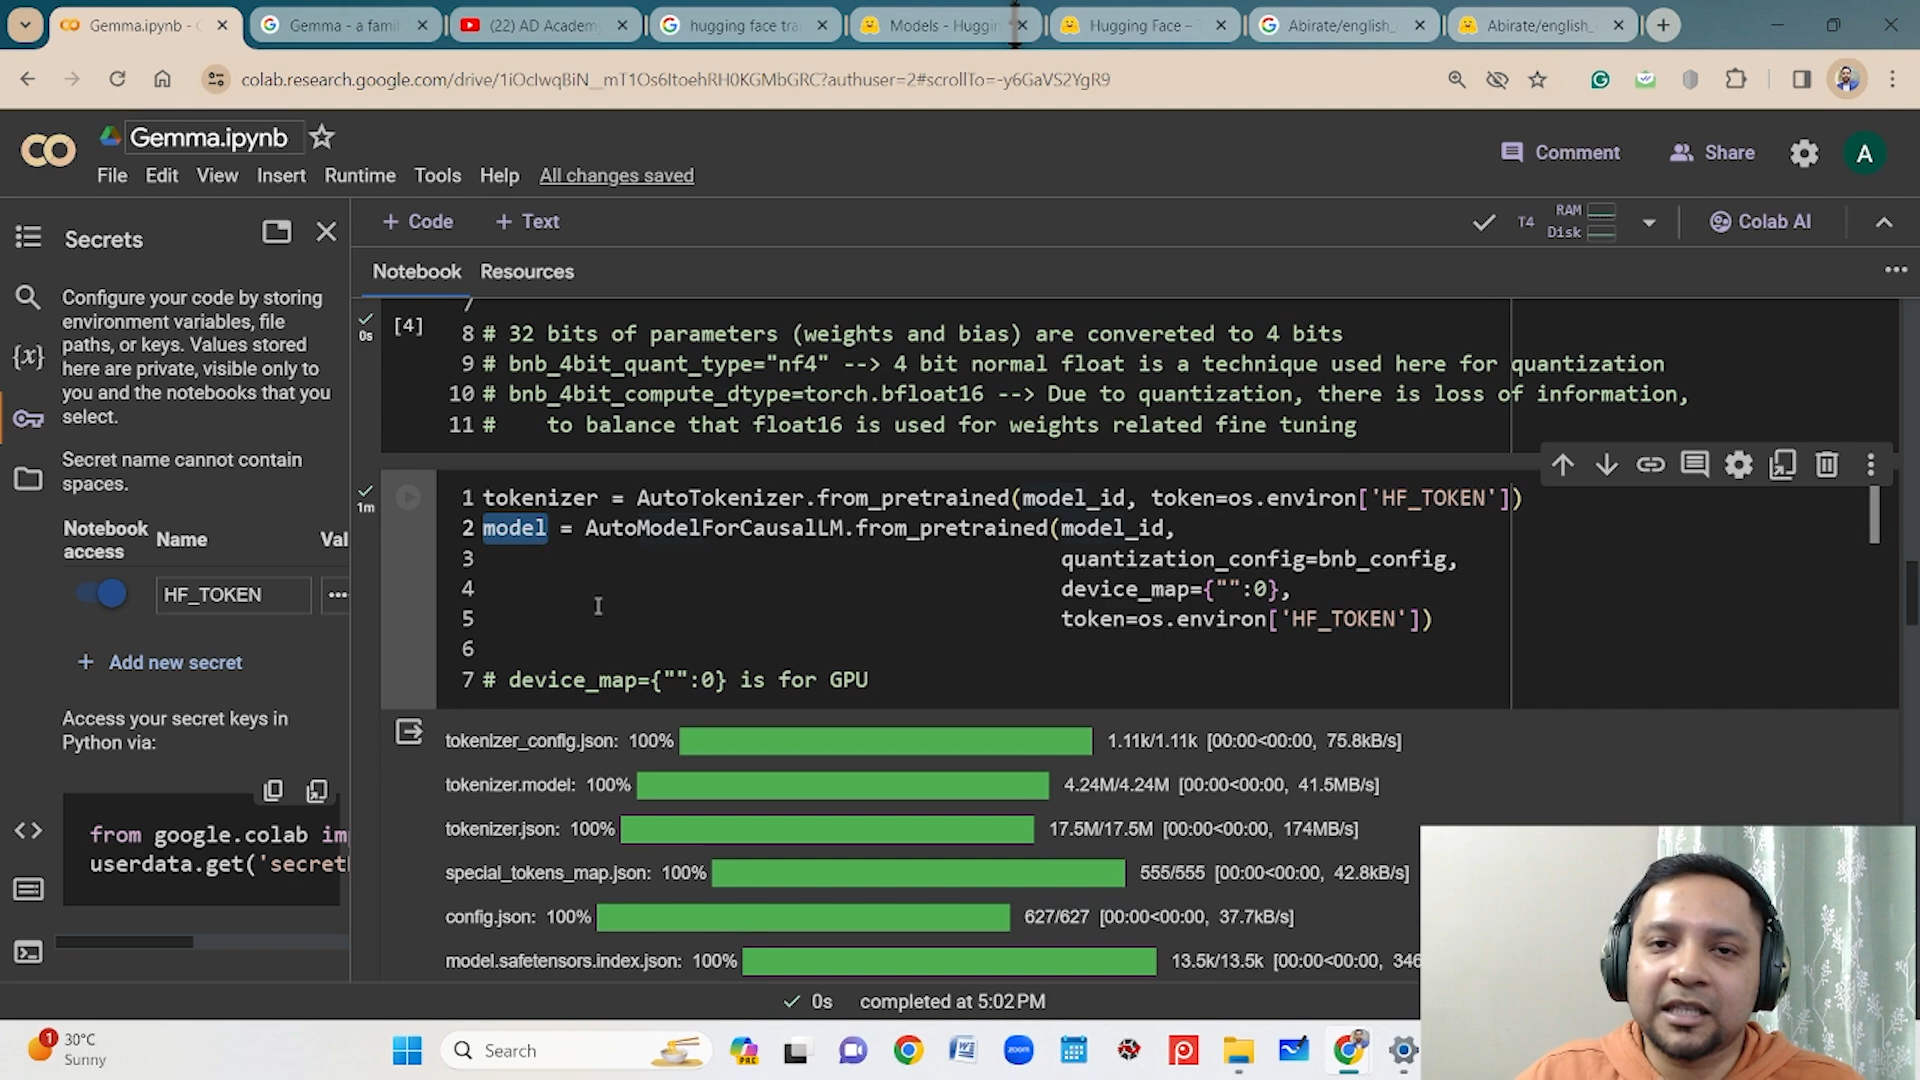 Gemma.ipynb - C
Gemma - a famil
(22) AD Academy
hugging face tra
Models - Huggin
Hugging Face –
Abirate/english_
Abirate/english_
colab.research.google.com/drive/1iOcIwqBiN__mT1Os6ItoehRH0KGMbGRC?authuser=2#scrollTo=-y6GaVS2YgR9
Gemma.ipynb
Comment
Share
A
File Edit View Insert Runtime Tools Help All changes saved
+ Code + Text
T4
RAM
Disk
Colab AI
Secrets
Notebook Resources
Configure your code by storing
environment variables, file
paths, or keys. Values stored
here are private, visible only to
you and the notebooks that you
select.
Secret name cannot contain
spaces.
Notebook
access Name Val
HF_TOKEN
+ Add new secret
Access your secret keys in
Python via:
from google.colab im
userdata.get('secret
[4]
0s
7
8 # 32 bits of parameters (weights and bias) are convereted to 4 bits
9 # bnb_4bit_quant_type="nf4" --> 4 bit normal float is a technique used here for quantization
10 # bnb_4bit_compute_dtype=torch.bfloat16 --> Due to quantization, there is loss of information,
11 # to balance that float16 is used for weights related fine tuning
1m
1 tokenizer = AutoTokenizer.from_pretrained(model_id, token=os.environ['HF_TOKEN'])
2 model = AutoModelForCausalLM.from_pretrained(model_id,
3 quantization_config=bnb_config,
4 device_map={"":0},
5 token=os.environ['HF_TOKEN'])
6
7 # device_map={"":0} is for GPU
tokenizer_config.json: 100% 1.11k/1.11k [00:00<00:00, 75.8kB/s]
tokenizer.model: 100% 4.24M/4.24M [00:00<00:00, 41.5MB/s]
tokenizer.json: 100% 17.5M/17.5M [00:00<00:00, 174MB/s]
special_tokens_map.json: 100% 555/555 [00:00<00:00, 42.8kB/s]
config.json: 100% 627/627 [00:00<00:00, 37.7kB/s]
model.safetensors.index.json: 100% 13.5k/13.5k [00:00<00:00, 346
0s completed at 5:02 PM
1
30°C
Sunny
Search
PRE
zoom